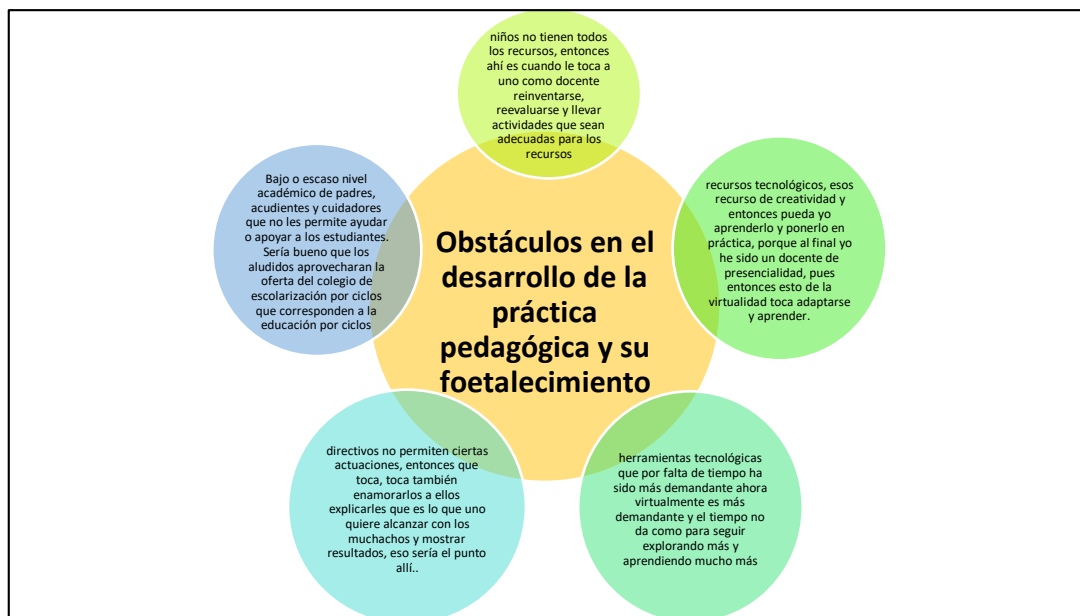 niños no tienen todos
los recursos, entonces
ahí es cuando le toca a
uno como docente
reinventarse,
reevaluarse y llevar
actividades que sean
adecuadas para los
recursos
recursos tecnológicos, esos
recurso de creatividad y
entonces pueda yo
aprenderlo y ponerlo en
práctica, porque al final yo
he sido un docente de
presencialidad, pues
entonces esto de la
virtualidad toca adaptarse
y aprender.
herramientas tecnológicas
que por falta de tiempo ha
sido más demandante ahora
virtualmente es más
demandante y el tiempo no
da como para seguir
explorando más y
aprendiendo mucho más
directivos no permiten ciertas
actuaciones, entonces que
toca, toca también
enamorarlos a ellos
explicarles que es lo que uno
quiere alcanzar con los
muchachos y mostrar
resultados, eso sería el punto
allí..
Bajo o escaso nivel
académico de padres,
acudientes y cuidadores
que no les permite ayudar
o apoyar a los estudiantes.
Sería bueno que los
aludidos aprovecharan la
oferta del colegio de
escolarización por ciclos
que corresponden a la
educación por ciclos
Obstáculos en el
desarrollo de la
práctica
pedagógica y su
foetalecimiento